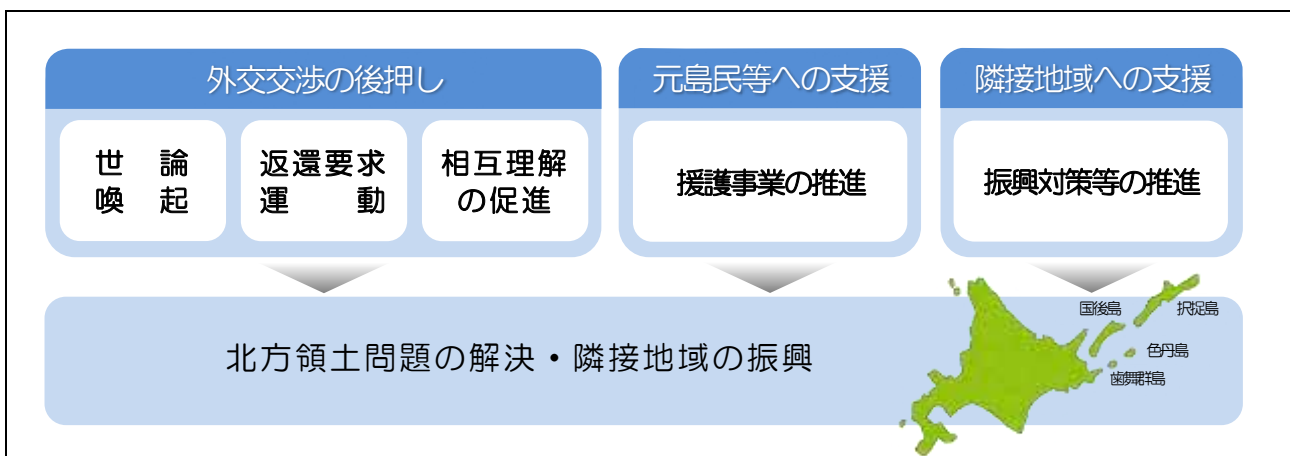 外交交渉の後押し
世論
喚起
返還要求
運動
相互理解
の促進
元島民等への支援
援護事業の推進
隣接地域への支援
振興対策等の推進
北方領土問題の解決・隣接地域の振興
国後島
択捉島
色丹島
歯舞群島